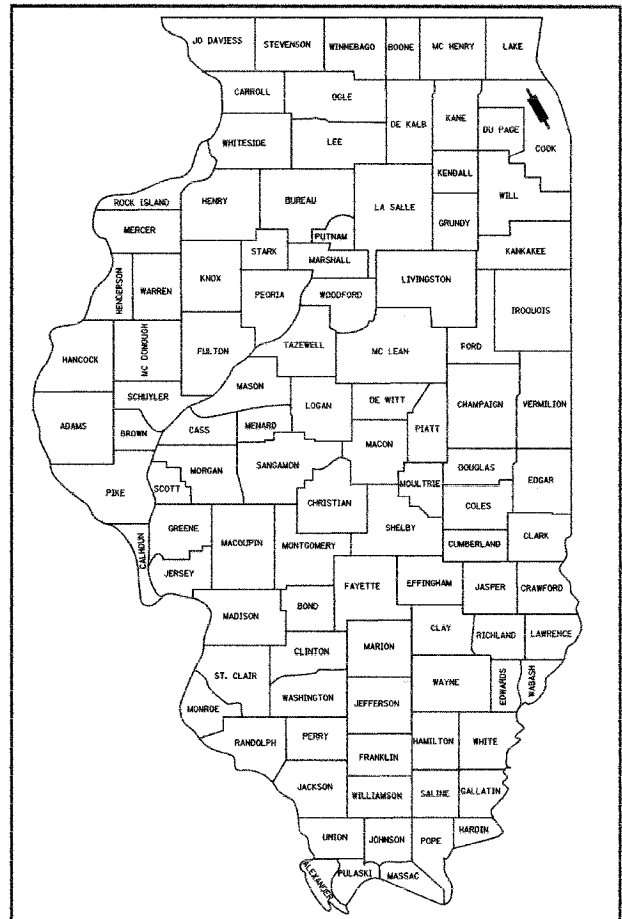 JO DAVIESS
STEVENSON
WINNEBAGO
BOONE
MC HENRY
LAKE
CARROLL
OGLE
DE KALB
KANE
DU PAGE
COOK
WHITESIDE
LEE
KENDALL
WILL
ROCK ISLAND
HENRY
BUREAU
LA SALLE
GRUNDY
MERCER
PUTNAM
KANKAKEE
STARK
MARSHALL
HENDERSON
WARREN
KNOX
PEORIA
WOODFORD
LIVINGSTON
IROQUOIS
HANCOCK
MC DONOUGH
FULTON
TAZEWELL
MC LEAN
FORD
MASON
SCHUYLER
LOGAN
DE WITT
CHAMPAIGN
VERMILION
ADAMS
BROWN
CASS
MENARD
MACON
PIATT
PIKE
SCOTT
MORGAN
SANGAMON
MOULTRIE
DOUGLAS
EDGAR
CHRISTIAN
COLES
CALHOUN
GREENE
MACOUPIN
MONTGOMERY
SHELBY
CUMBERLAND
CLARK
JERSEY
FAYETTE
EFFINGHAM
JASPER
CRAWFORD
MADISON
BOND
CLAY
RICHLAND
LAWRENCE
CLINTON
MARION
ST. CLAIR
WAYNE
EDWARDS
WABASH
WASHINGTON
JEFFERSON
MONROE
RANDOLPH
PERRY
HAMILTON
WHITE
FRANKLIN
JACKSON
WILLIAMSON
SALINE
GALLATIN
UNION
JOHNSON
POPE
HARDIN
ALEXANDER
PULASKI
MASSAC